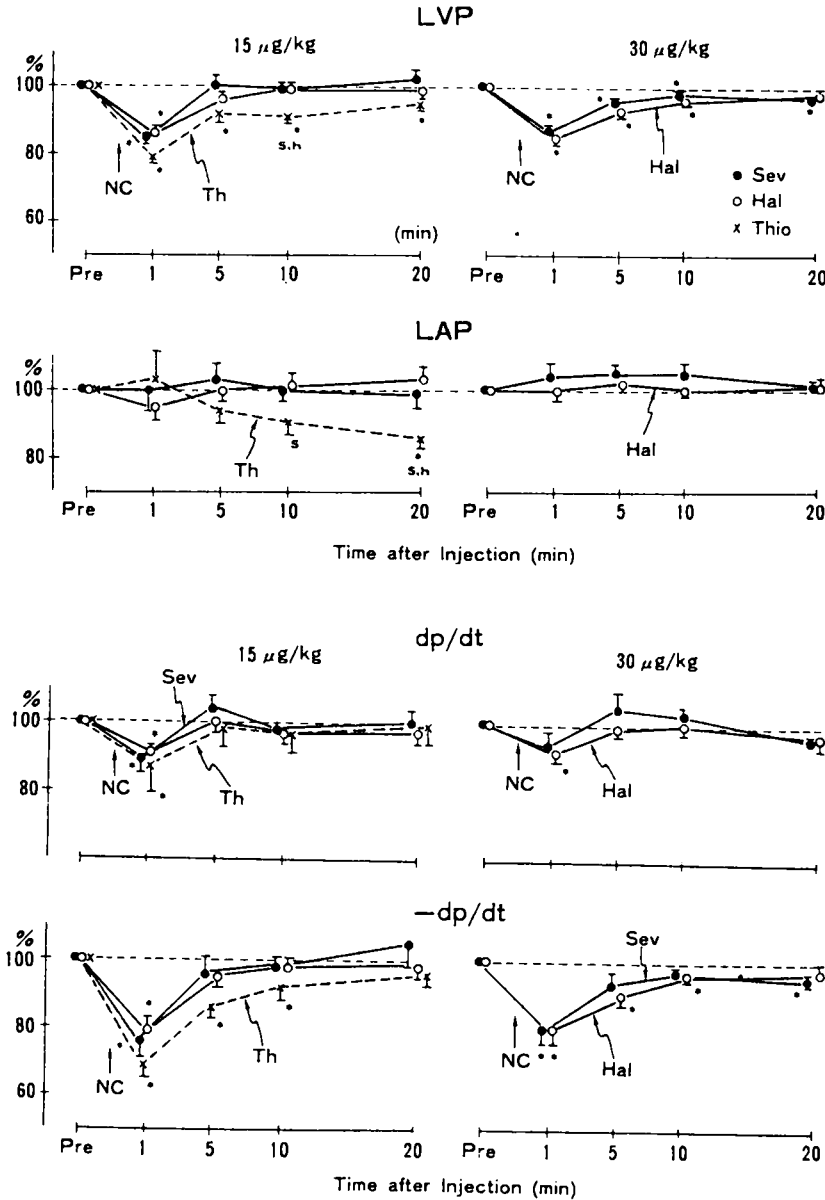 LVP
15 μg/kg
30 μg/kg
%
100
80
60
NC
Th
s,h
(min)
NC
Hal
● Sev
○ Hal
x Thio
Pre 1 5 10 20
Pre 1 5 10 20
LAP
%
100
80
Th
s
s,h
Hal
Pre 1 5 10 20
Pre 1 5 10 20
Time after Injection (min)
dp/dt
15 μg/kg
30 μg/kg
%
100
80
Sev
NC
Th
NC
Hal
—dp/dt
%
100
80
60
NC
Th
Sev
NC
Hal
Pre 1 5 10 20
Pre 1 5 10 20
Time after Injection (min)